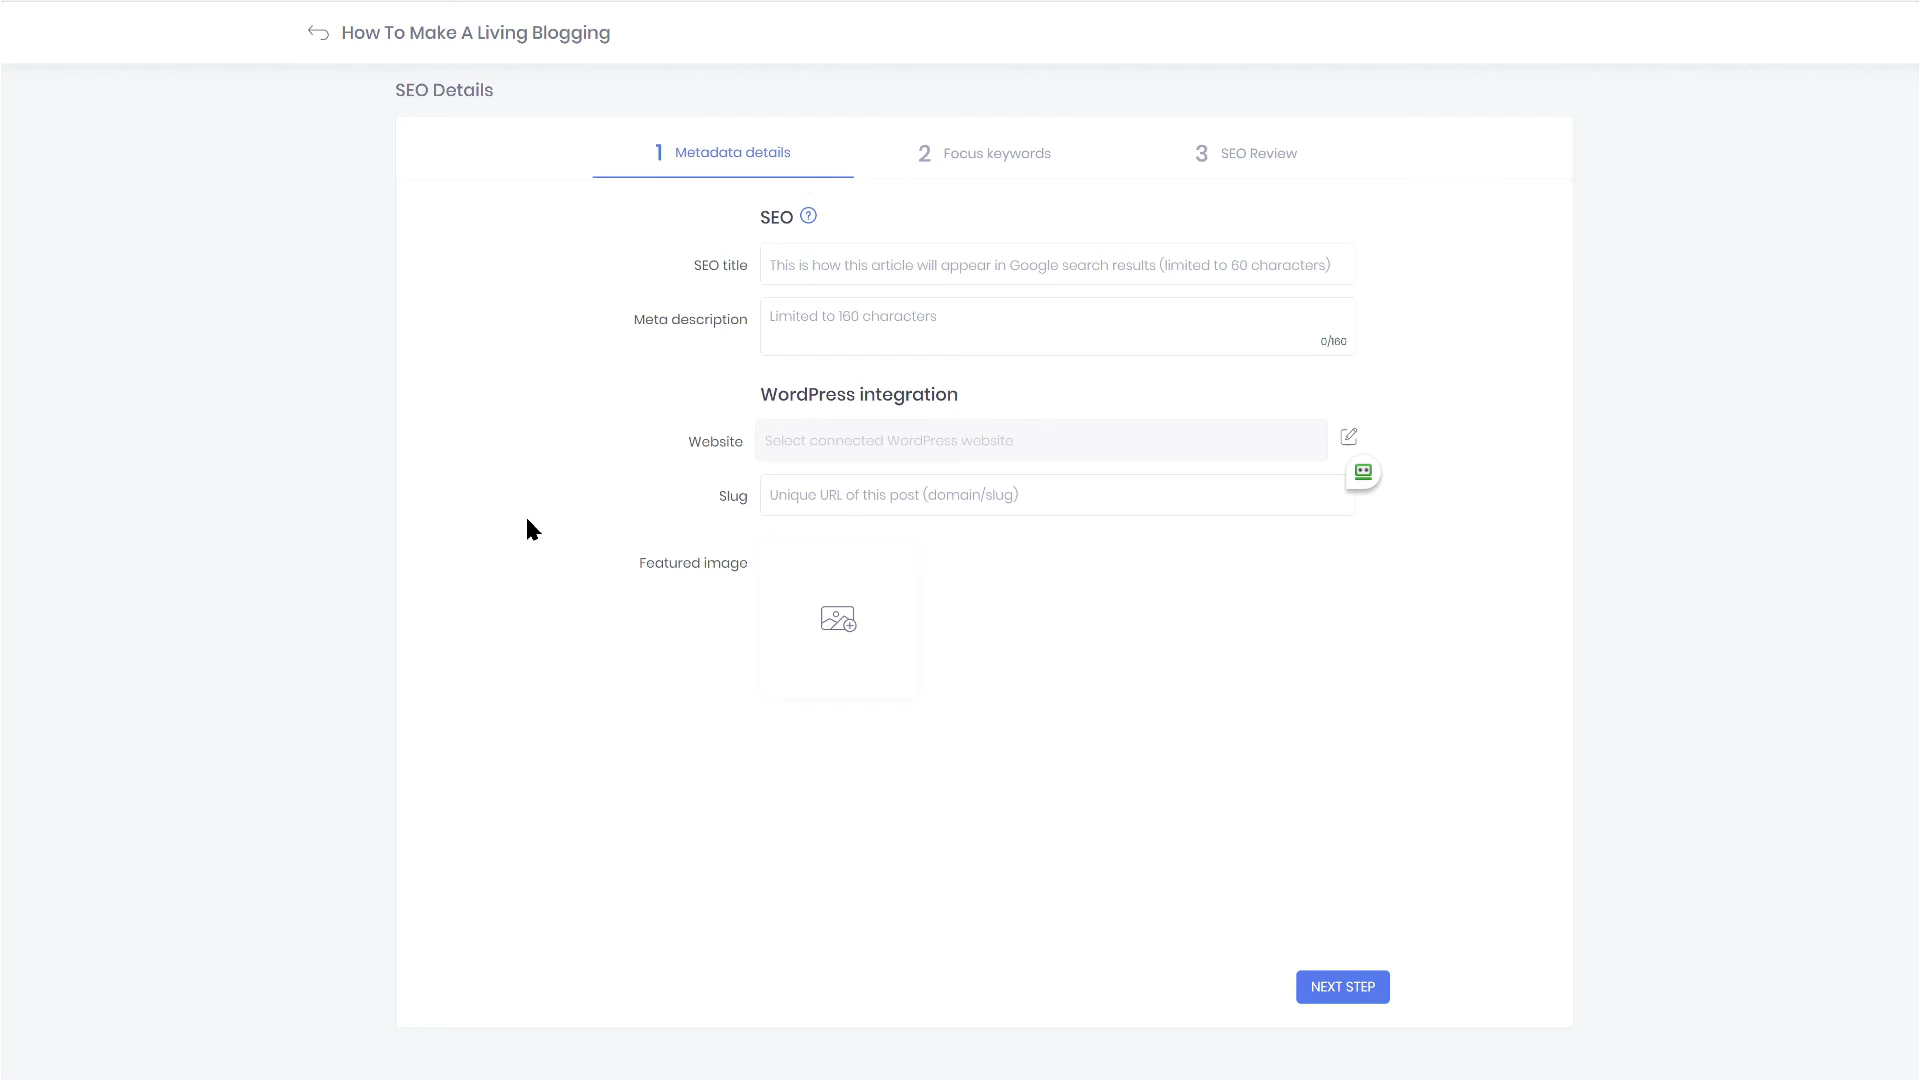 How To Make A Living Blogging
SEO Details
1 Metadata details
2 Focus keywords
3 SEO Review
SEO ?
SEO title
This is how this article will appear in Google search results (limited to 60 characters)
Meta description
Limited to 160 characters
0/160
WordPress integration
Website
Select connected WordPress website
Slug
Unique URL of this post (domain/slug)
Featured image
NEXT STEP